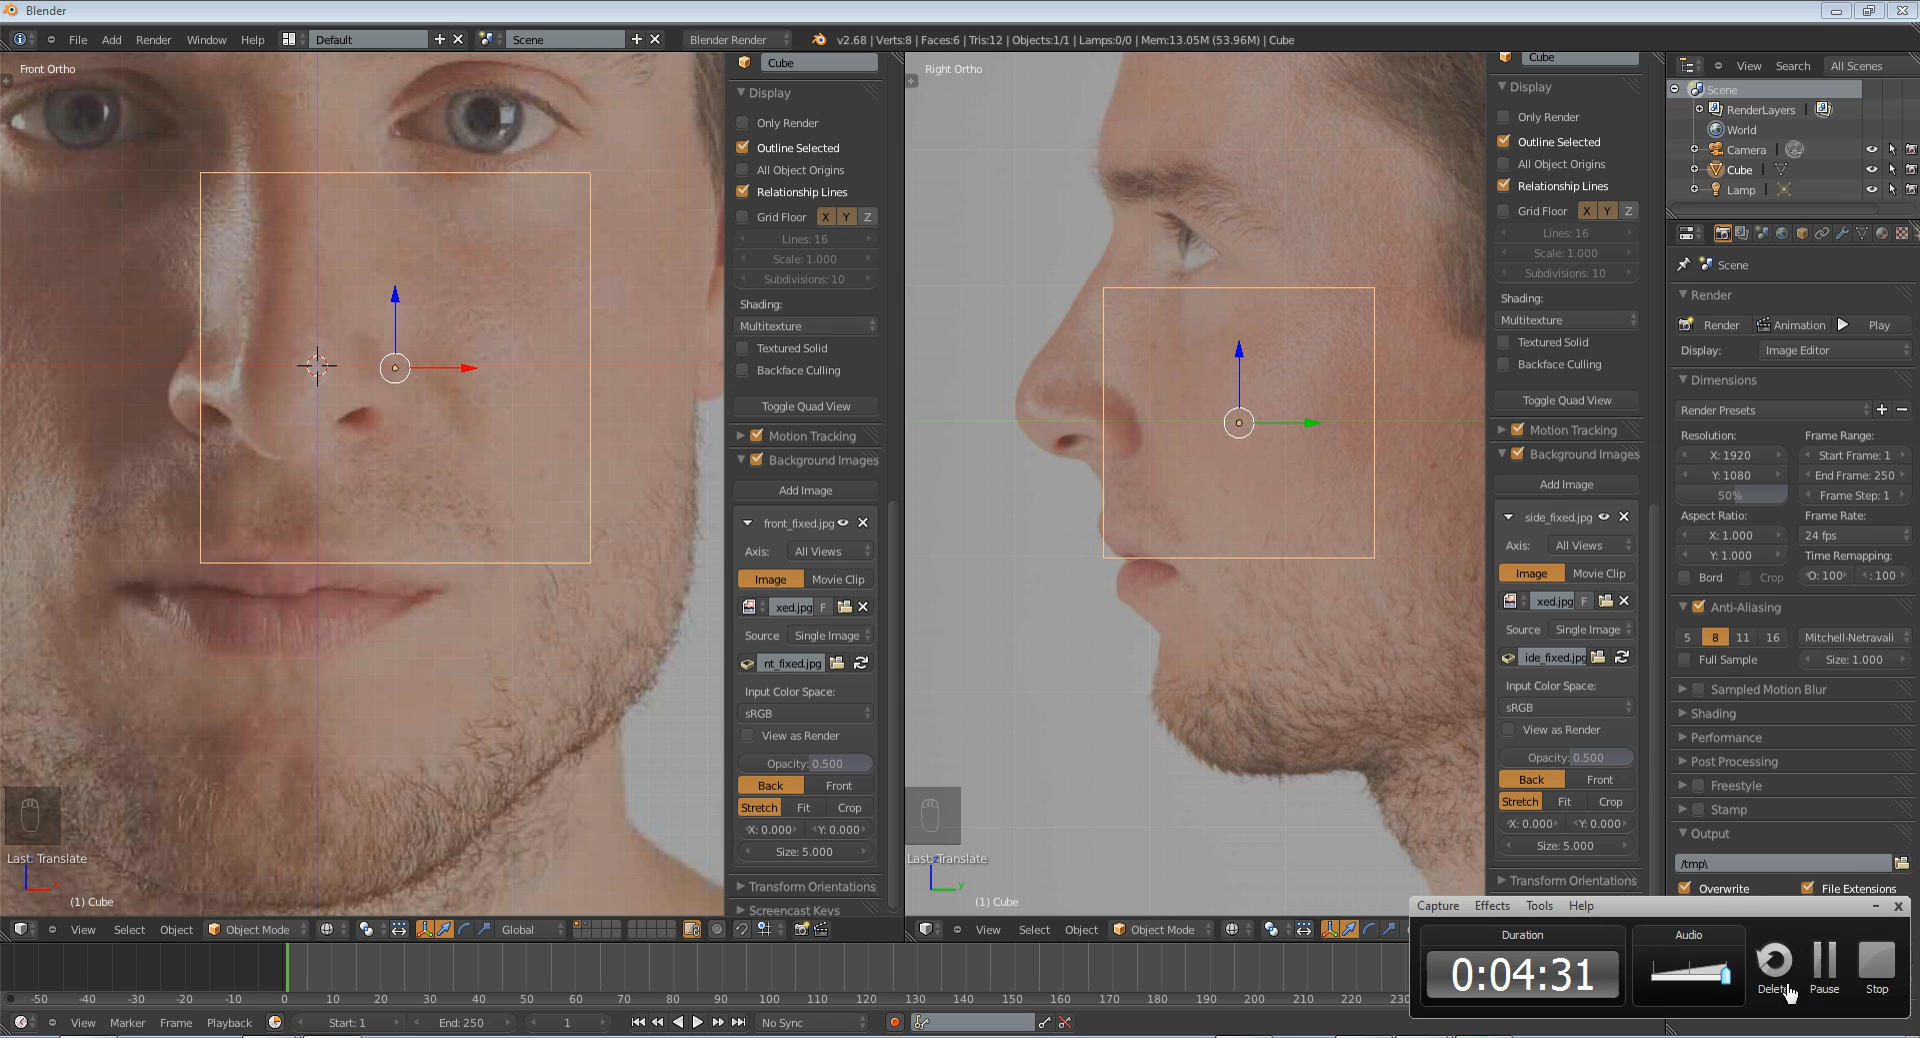 Blender
File Add Render Window Help Default Scene Blender Render v2.68 | Verts:8 | Faces:6 | Tris:12 | Objects:1/1 | Lamps:0/0 | Mem:13.05M (53.96M) | Cube
Front Ortho
Cube
Display
Only Render
Outline Selected
All Object Origins
Relationship Lines
Grid Floor X Y Z
Lines: 16
Scale: 1.000
Subdivisions: 10
Shading:
Multitexture
Textured Solid
Backface Culling
Toggle Quad View
Motion Tracking
Background Images
Add Image
front_fixed.jpg
Axis: All Views
Image Movie Clip
xed.jpg F
Source Single Image
nt_fixed.jpg
Input Color Space:
sRGB
View as Render
Opacity: 0.500
Back Front
Stretch Fit Crop
X: 0.000 Y: 0.000
Size: 5.000
Transform Orientations
Screencast Keys
Last: Translate
x
(1) Cube
View Select Object Object Mode Global
Right Ortho
Cube
Display
Only Render
Outline Selected
All Object Origins
Relationship Lines
Grid Floor X Y Z
Lines: 16
Scale: 1.000
Subdivisions: 10
Shading:
Multitexture
Textured Solid
Backface Culling
Toggle Quad View
Motion Tracking
Background Images
Add Image
side_fixed.jpg
Axis: All Views
Image Movie Clip
xed.jpg F
Source Single Image
ide_fixed.jpg
Input Color Space:
sRGB
View as Render
Opacity: 0.500
Back Front
Stretch Fit Crop
X: 0.000 Y: 0.000
Size: 5.000
Transform Orientations
Last: Translate
Y
(1) Cube
View Select Object Object Mode
View Search All Scenes
Scene
RenderLayers |
World
Camera |
Cube |
Lamp |
Scene
Render
Render Animation Play
Display: Image Editor
Dimensions
Render Presets
Resolution: Frame Range:
X: 1920 Start Frame: 1
Y: 1080 End Frame: 250
50% Frame Step: 1
Aspect Ratio: Frame Rate:
X: 1.000 24 fps
Y: 1.000 Time Remapping:
Bord Crop O: 100 : 100
Anti-Aliasing
5 8 11 16 Mitchell-Netravali
Full Sample Size: 1.000
Sampled Motion Blur
Shading
Performance
Post Processing
Freestyle
Stamp
Output
/tmp\
Overwrite File Extensions
Capture Effects Tools Help
Duration Audio
0:04:31
Delete Pause Stop
-50 -40 -30 -20 -10 0 10 20 30 40 50 60 70 80 90 100 110 120 130 140 150 160 170 180 190 200 210 220 230
View Marker Frame Playback Start: 1 End: 250 1 No Sync